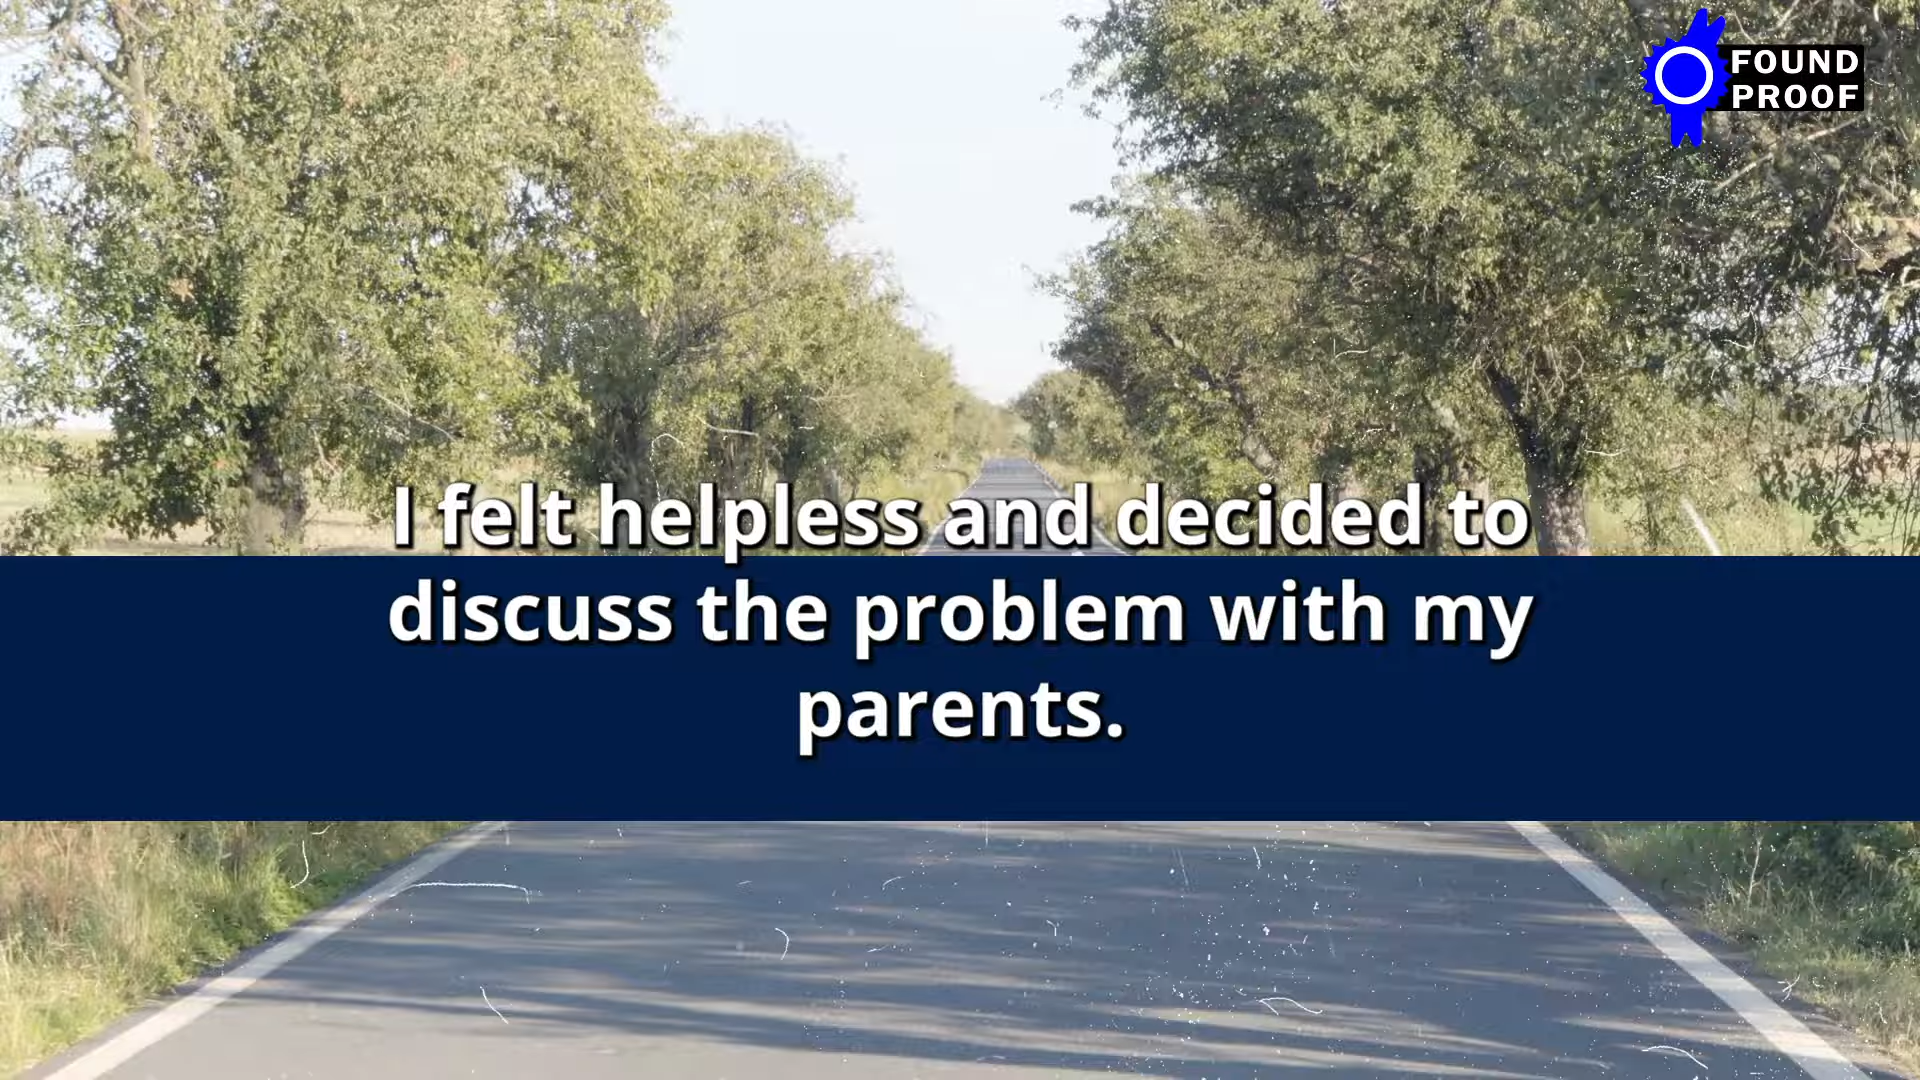 FOUND
PROOF
I felt helpless and decided to
discuss the problem with my
parents.